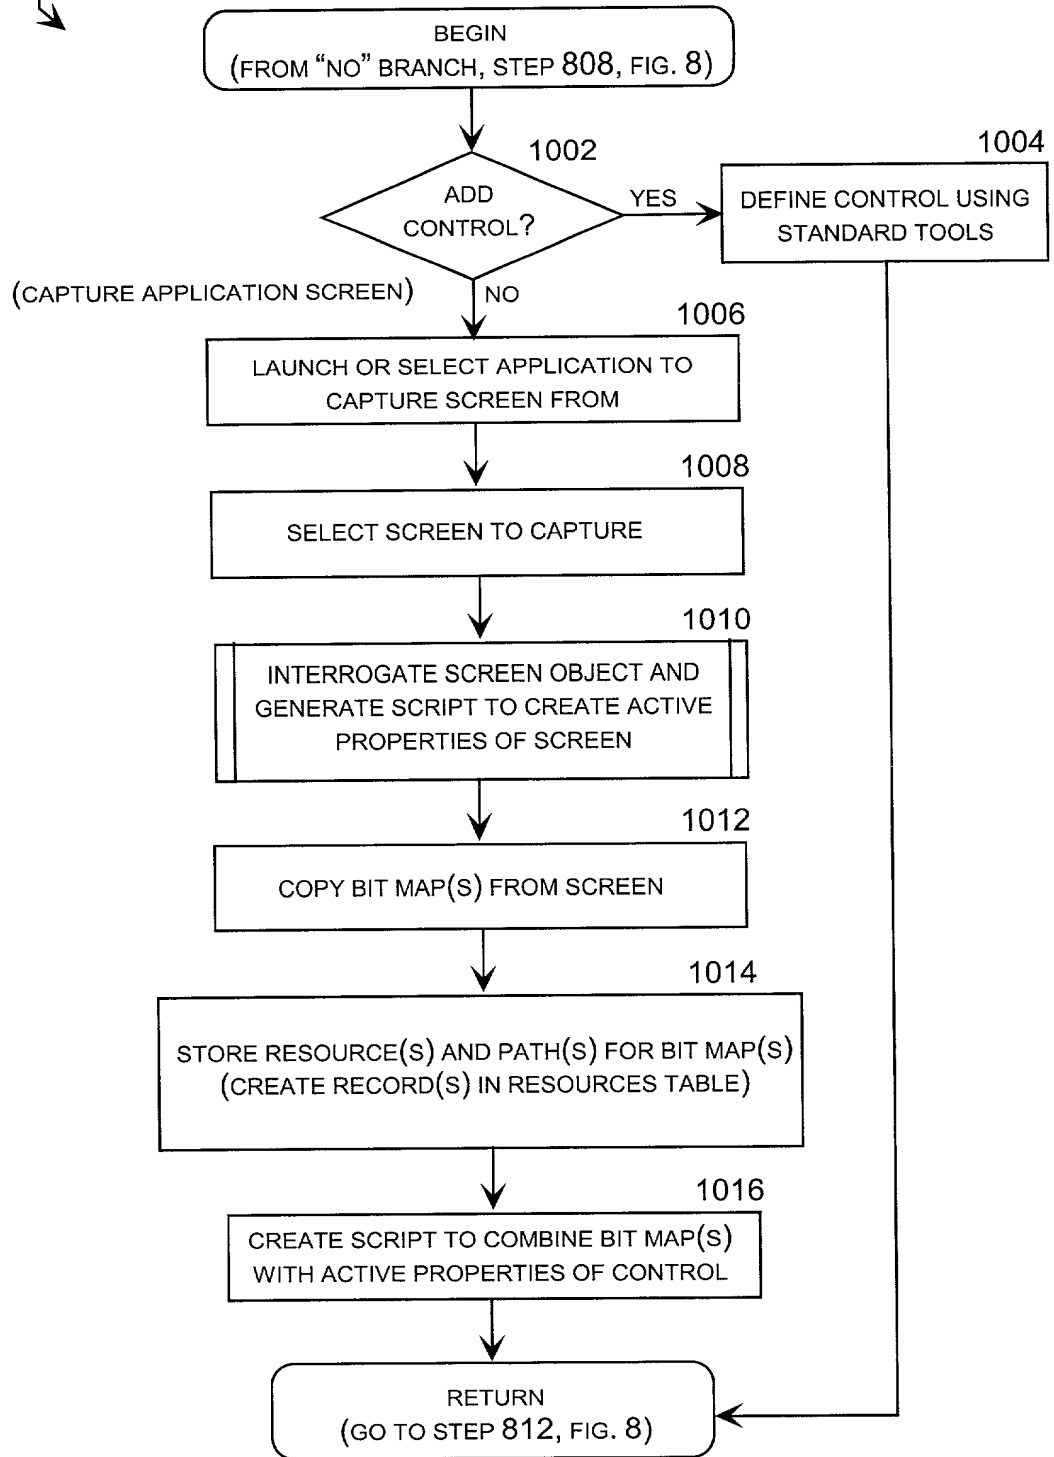 BEGIN
(FROM "NO" BRANCH, STEP 808, FIG. 8)
1002
1004
ADD
CONTROL?
YES
DEFINE CONTROL USING
STANDARD TOOLS
(CAPTURE APPLICATION SCREEN)
NO
1006
LAUNCH OR SELECT APPLICATION TO
CAPTURE SCREEN FROM
1008
SELECT SCREEN TO CAPTURE
1010
INTERROGATE SCREEN OBJECT AND
GENERATE SCRIPT TO CREATE ACTIVE
PROPERTIES OF SCREEN
1012
COPY BIT MAP(S) FROM SCREEN
1014
STORE RESOURCE(S) AND PATH(S) FOR BIT MAP(S)
(CREATE RECORD(S) IN RESOURCES TABLE)
1016
CREATE SCRIPT TO COMBINE BIT MAP(S)
WITH ACTIVE PROPERTIES OF CONTROL
RETURN
(GO TO STEP 812, FIG. 8)